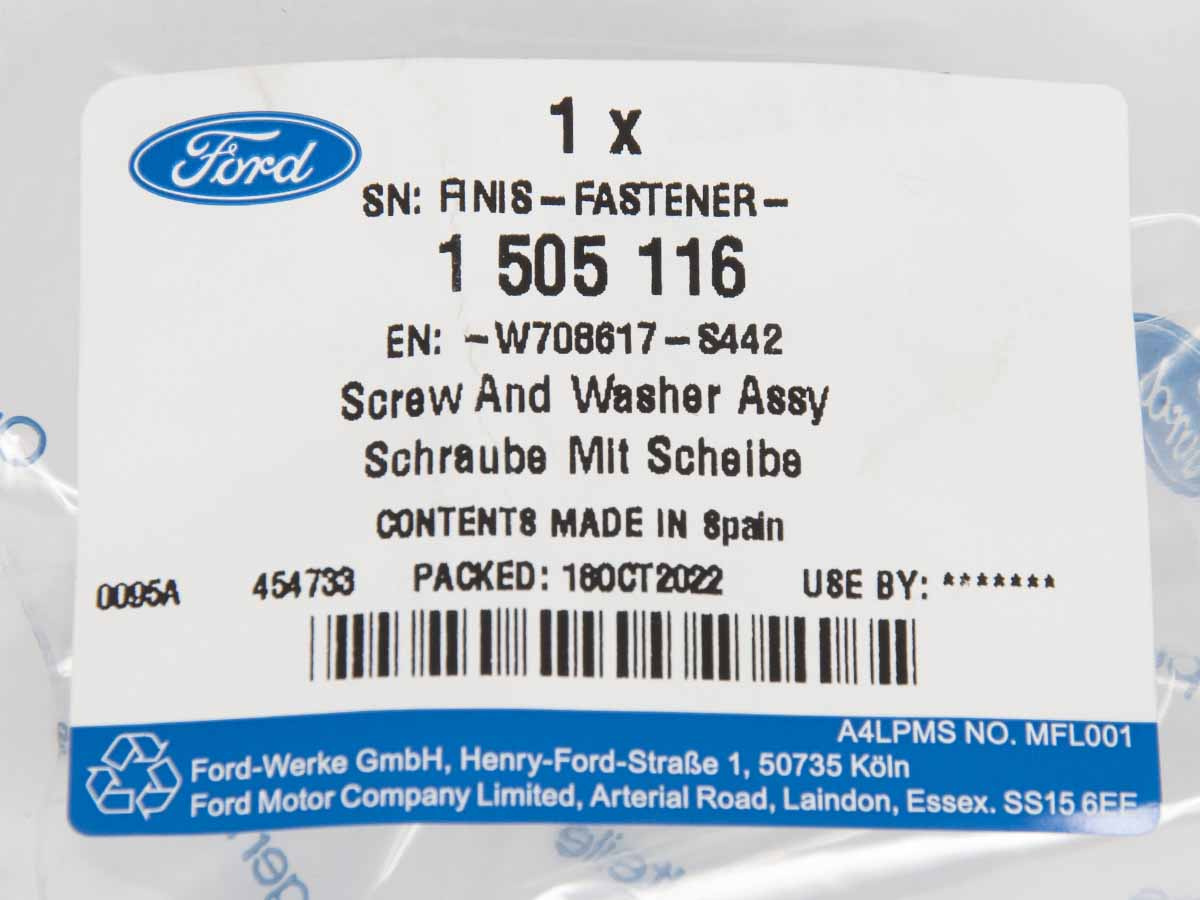 Ford
1 x
SN: FINIS-FASTENER-
1 505 116
EN: -W708617-S442
Screw And Washer Assy
Schraube Mit Scheibe
CONTENTS MADE IN Spain
0095A 454733 PACKED: 18OCT2022 USE BY: *******
A4LPMS NO. MFL001
Ford-Werke GmbH, Henry-Ford-Straße 1, 50735 Köln
Ford Motor Company Limited, Arterial Road, Laindon, Essex. SS15 6EE